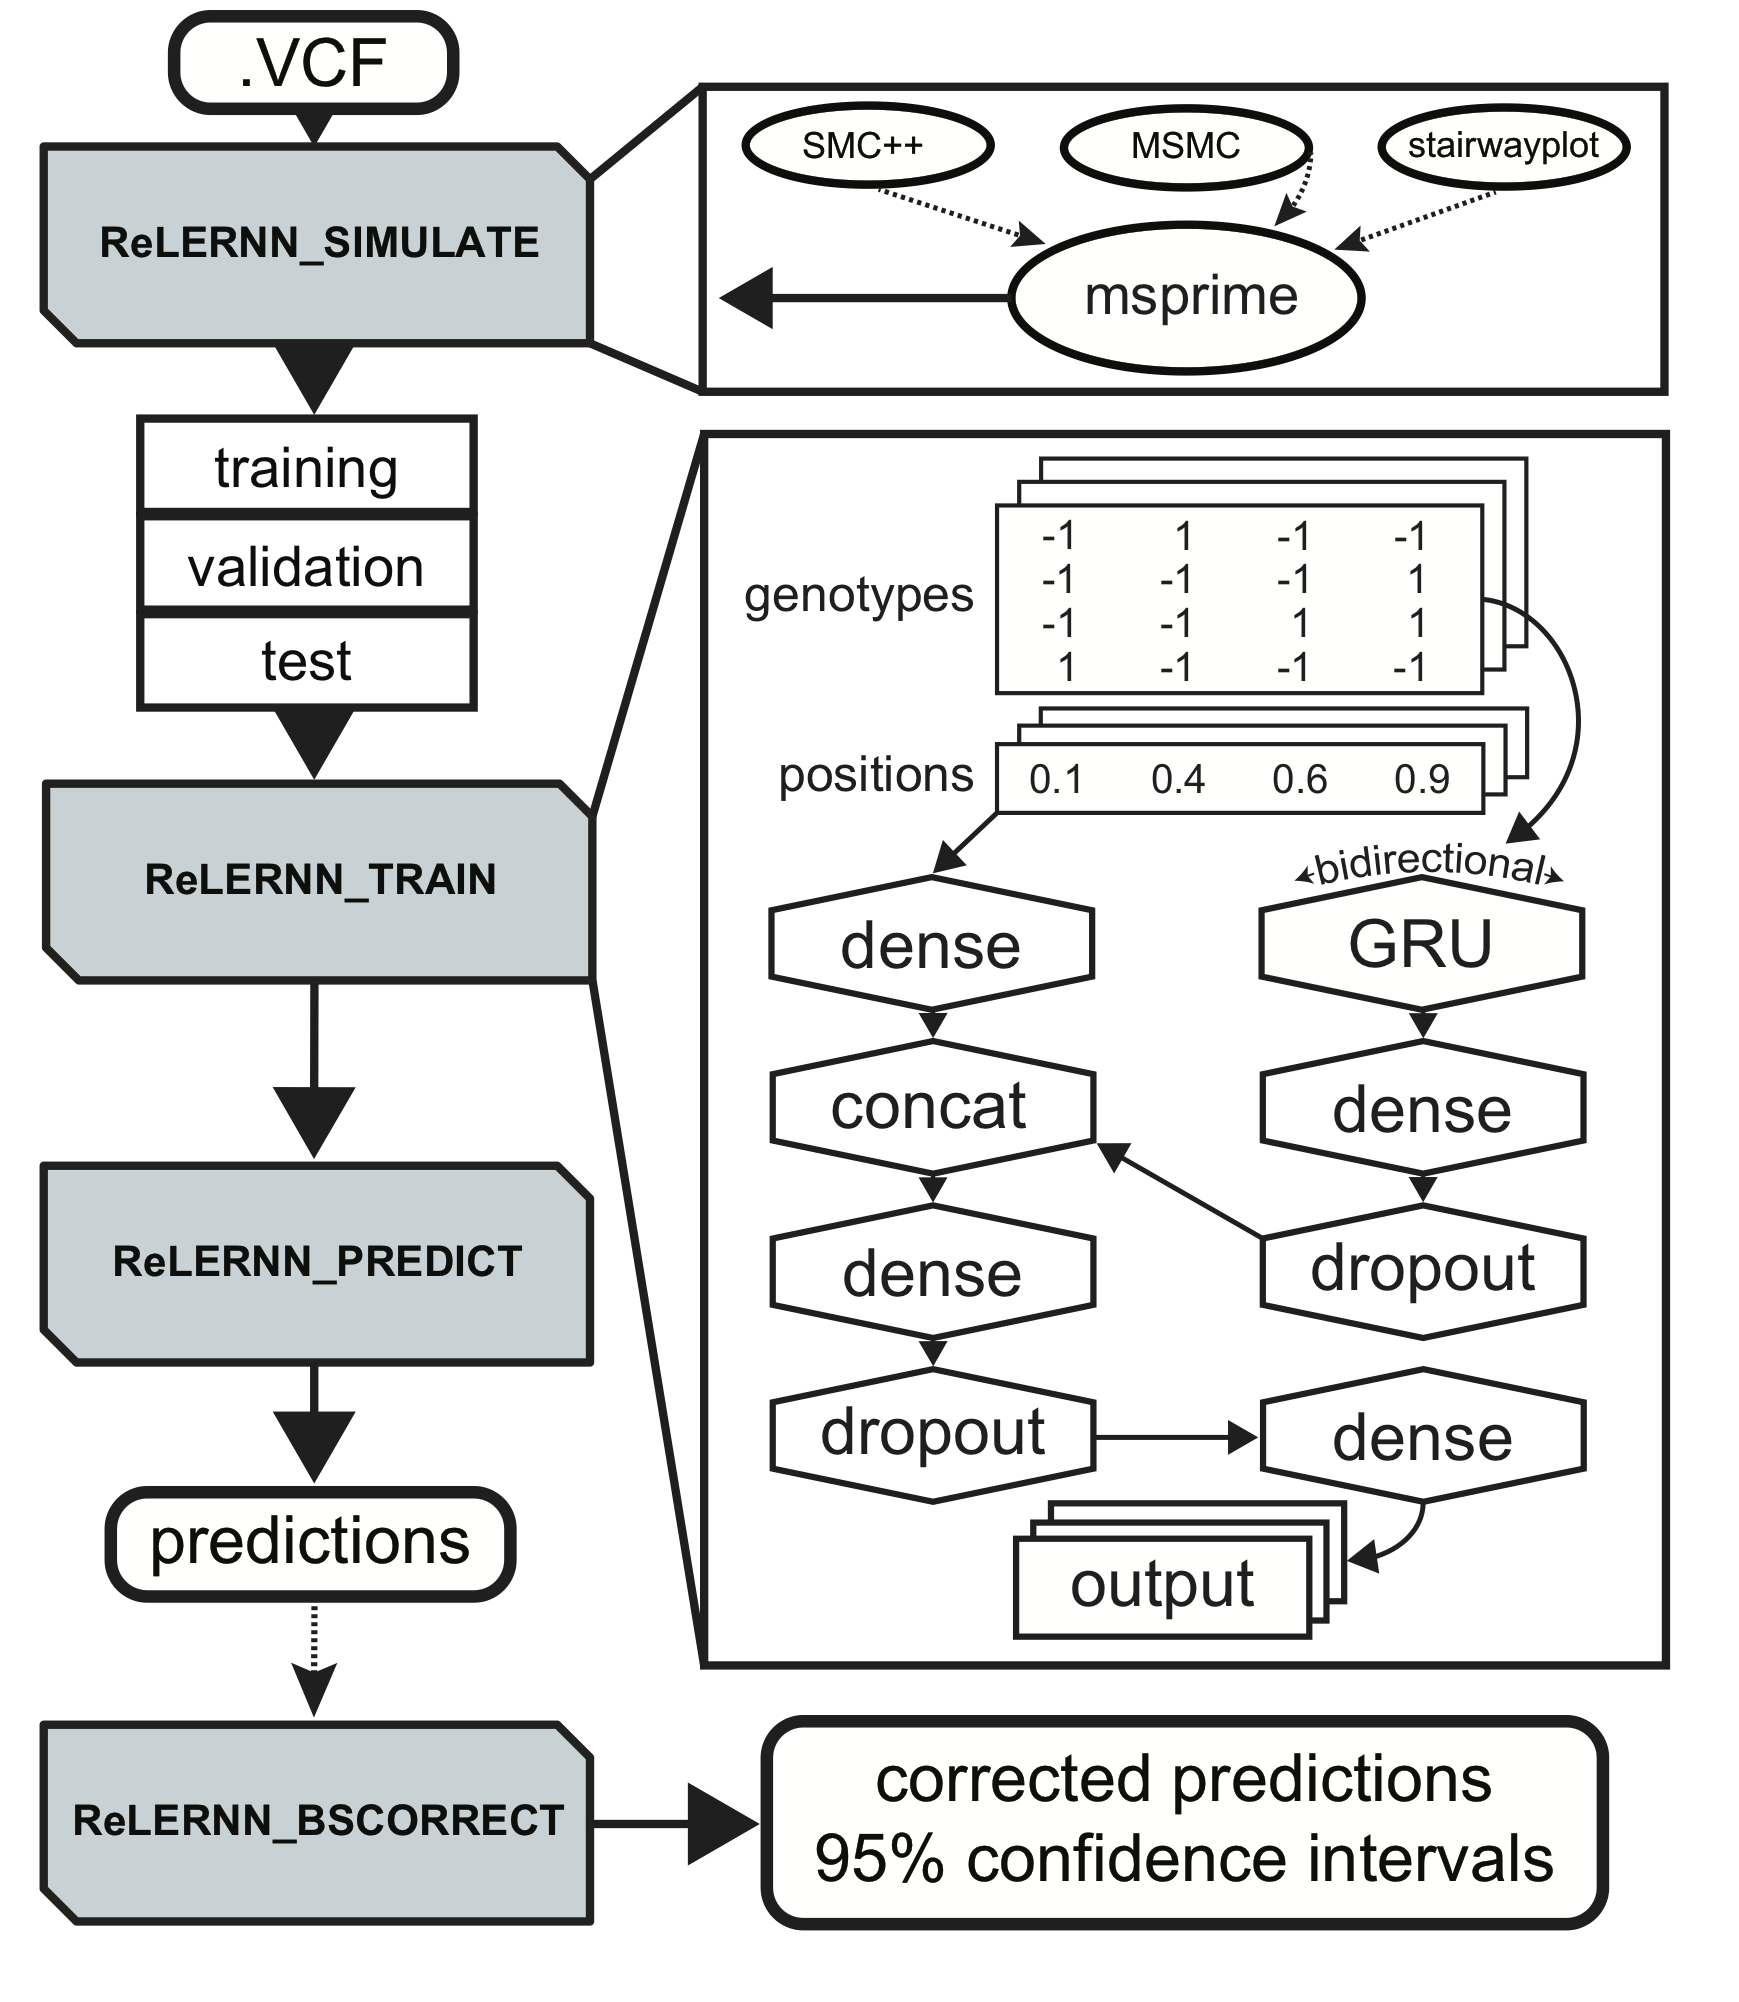 .VCF
ReLERNN_SIMULATE
SMC++
MSMC
stairwayplot
msprime
training
validation
test
ReLERNN_TRAIN
genotypes
-1 1 -1 -1
-1 -1 -1 1
-1 -1 1 1
1 -1 -1 -1
positions
0.1 0.4 0.6 0.9
bidirectional
dense
GRU
concat
dense
dense
dropout
dropout
dense
output
ReLERNN_PREDICT
predictions
ReLERNN_BSCORRECT
corrected predictions
95% confidence intervals